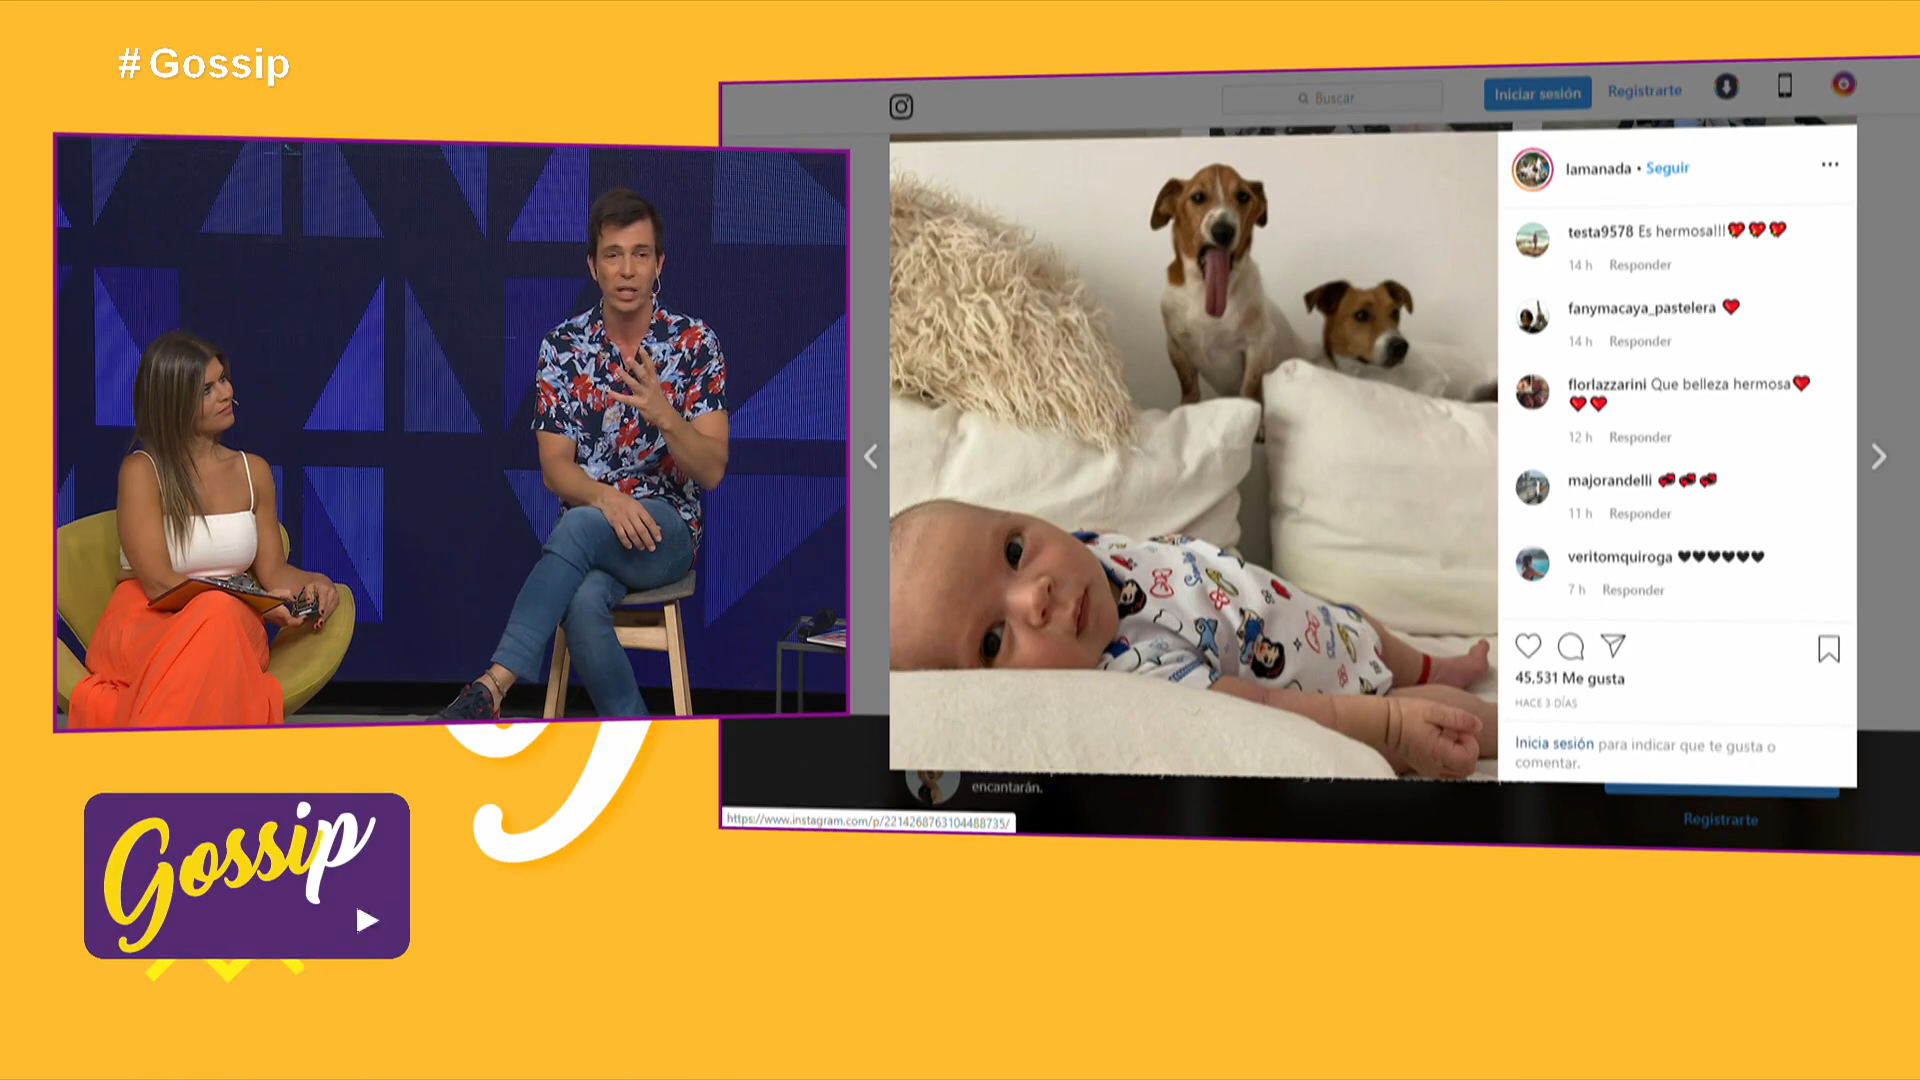 #Gossip
Buscar
Iniciar sesión
Registrarte
lamanada • Seguir
testa9578 Es hermosa!!!
14 h Responder
fanymacaya_pastelera
14 h Responder
florlazzarini Que belleza hermosa
12 h Responder
majorandelli
11 h Responder
veritomquiroga
7 h Responder
45.531 Me gusta
HACE 3 DÍAS
Inicia sesión para indicar que te gusta o
comentar.
encantarán.
Registrarte
https://www.instagram.com/p/2214268763104488735/
Gossip